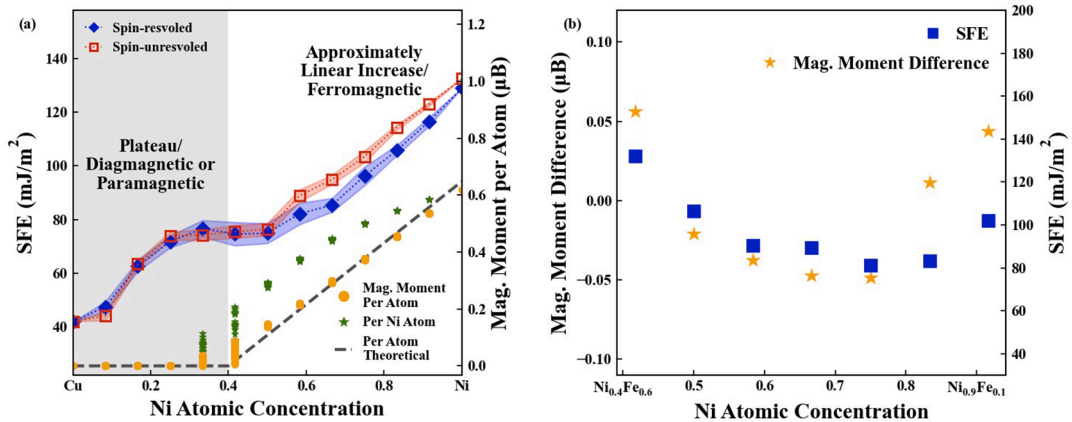 (a)
Spin-resvoled
Spin-unresvoled
Approximately
Linear Increase/
Ferromagnetic
Plateau/
Diagmagnetic or
Paramagnetic
Mag. Moment
Per Atom
Per Ni Atom
Per Atom
Theoretical
SFE (mJ/m²)
140
120
100
80
60
40
Mag. Moment per Atom (μB)
1.2
1.0
0.8
0.6
0.4
0.2
0.0
Cu
0.2
0.4
0.6
0.8
Ni
Ni Atomic Concentration
(b)
SFE
Mag. Moment Difference
Mag. Moment Difference (μB)
0.10
0.05
0.00
−0.05
−0.10
SFE (mJ/m²)
200
180
160
140
120
100
80
60
40
Ni0.4Fe0.6
0.5
0.6
0.7
0.8
Ni0.9Fe0.1
Ni Atomic Concentration